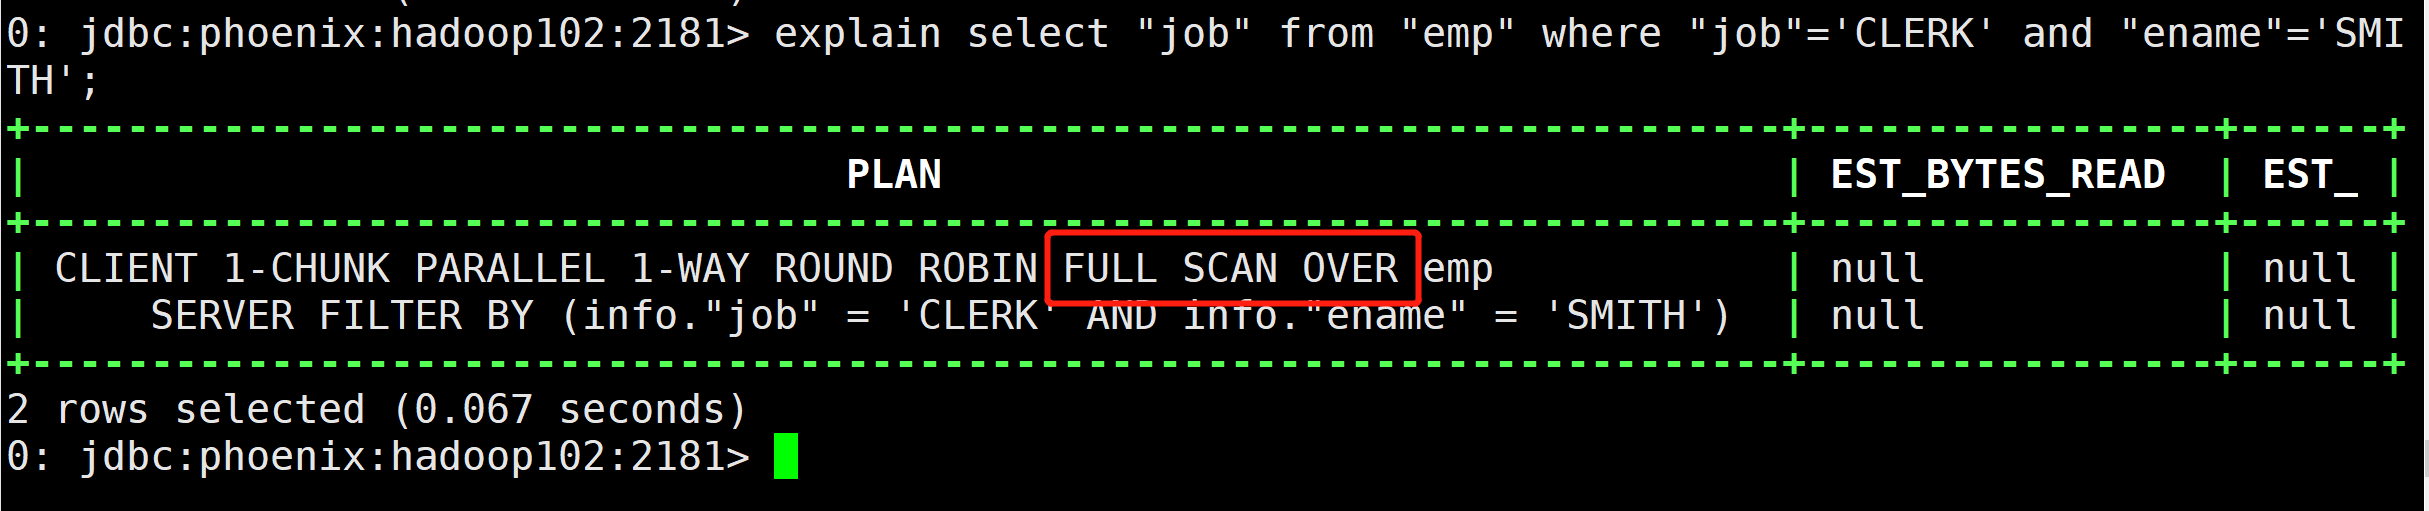 0: jdbc:phoenix:hadoop102:2181> explain select "job" from "emp" where "job"='CLERK' and "ename"='SMI
TH';
+-------------------------------------------------------------------------+-----------------+------+
|                                  PLAN                                   | EST_BYTES_READ  | EST_ |
+-------------------------------------------------------------------------+-----------------+------+
| CLIENT 1-CHUNK PARALLEL 1-WAY ROUND ROBIN FULL SCAN OVER emp            | null            | null |
|     SERVER FILTER BY (info."job" = 'CLERK' AND info."ename" = 'SMITH')  | null            | null |
+-------------------------------------------------------------------------+-----------------+------+
2 rows selected (0.067 seconds)
0: jdbc:phoenix:hadoop102:2181>